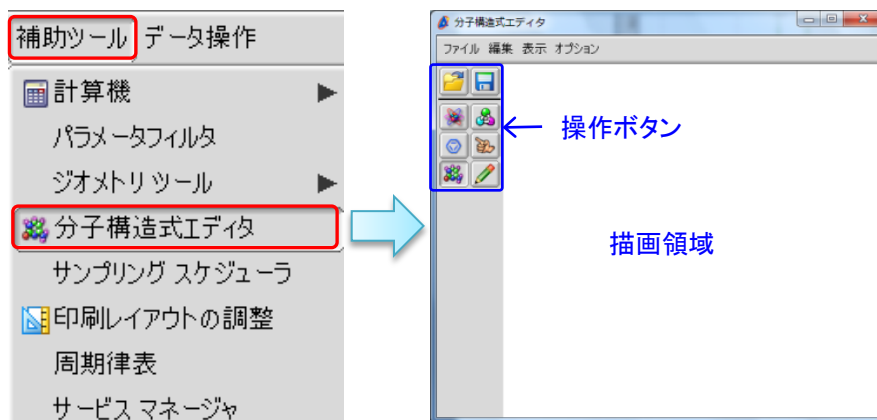 補助ツール データ操作
計算機
パラメータフィルタ
ジオメトリ ツール
分子構造式エディタ
サンプリング スケジューラ
印刷レイアウトの調整
周期律表
サービス マネージャ
分子構造式エディタ
ファイル 編集 表示 オプション
操作ボタン
描画領域